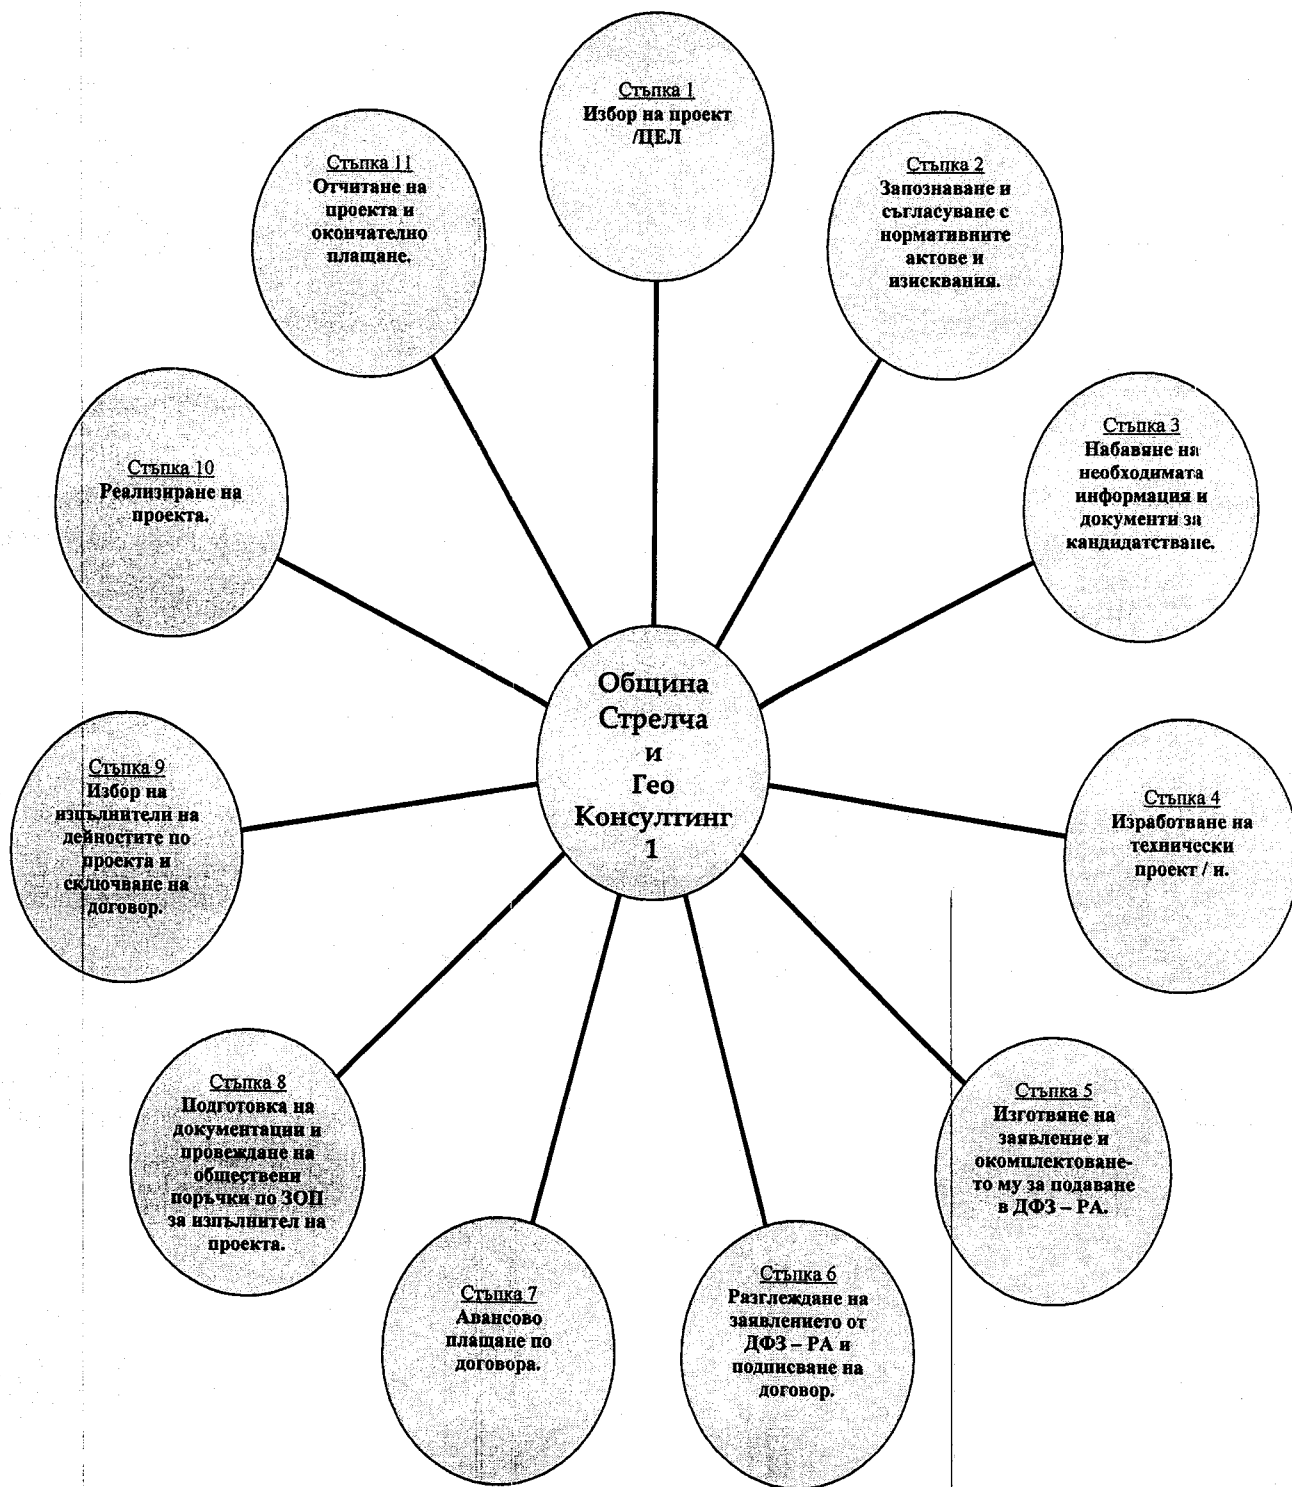 Стъпка 1
Избор на проект
/ЦЕЛ
Стъпка 2
Запознаване и
съгласуване с
нормативните
актове и
изисквания.
Стъпка 3
Набавяне на
необходимата
информация и
документи за
кандидатстване.
Стъпка 4
Изработване на
технически
проект / и.
Стъпка 5
Изготвяне на
заявление и
окомплектоване-
то му за подаване
в ДФЗ – РА.
Стъпка 6
Разглеждане на
заявлението от
ДФЗ – РА и
подписване на
договор.
Стъпка 7
Авансово
плащане по
договора.
Стъпка 8
Подготовка на
документации и
провеждане на
обществени
поръчки по ЗОП
за изпълнител на
проекта.
Стъпка 9
Избор на
изпълнители на
дейностите по
проекта и
сключване на
договор.
Стъпка 10
Реализиране на
проекта.
Стъпка 11
Отчитане на
проекта и
окончателно
плащане.
Община
Стрелча
и
Гео
Консултинг
1